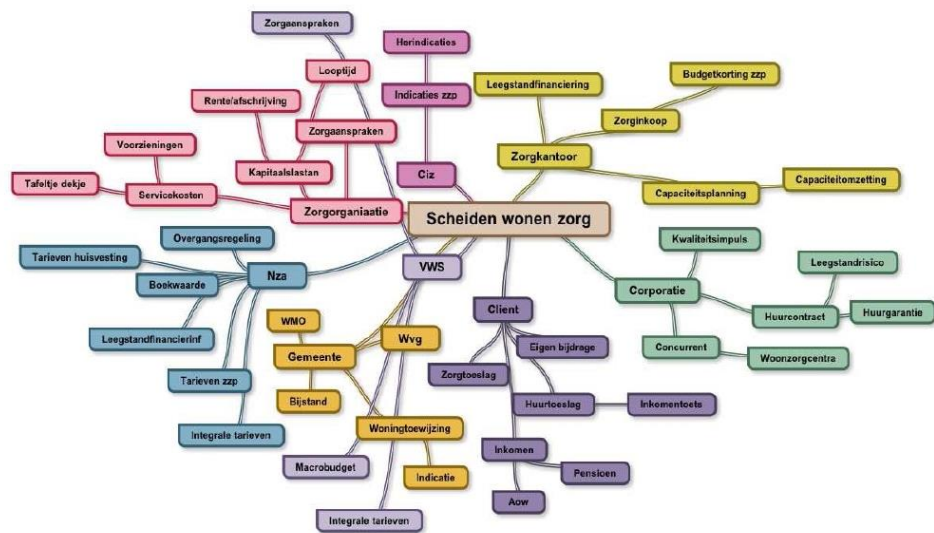 Zorgaanspraken
Herindicaties
Looptijd
Leegstandfinanciering
Budgetkorting zzp
Rente/afschrijving
Indicaties zzp
Zorginkoop
Zorgaanspraken
Voorzieningen
Zorgkantoor
Kapitaalslastan
Ciz
Tafeltje dekje
Servicekosten
Capaciteitsplanning
Capaciteitomzetting
Zorgorganiaatie
Scheiden wonen zorg
Overgangsregeling
Kwaliteitsimpuls
Tarieven huisvesting
Nza
VWS
Leegstandrisico
Boekwaarde
Corporatie
Client
Huurcontract
Huurgarantie
WMO
Leegstandfinancierinf
Wvg
Eigen bijdrage
Concurrent
Woonzorgcentra
Gemeente
Zorgtoeslag
Tarieven zzp
Bijstand
Huurtoeslag
Inkomentoets
Integrale tarieven
Woningtoewijzing
Inkomen
Macrobudget
Indicatie
Pensioen
Aow
Integrale tarieven